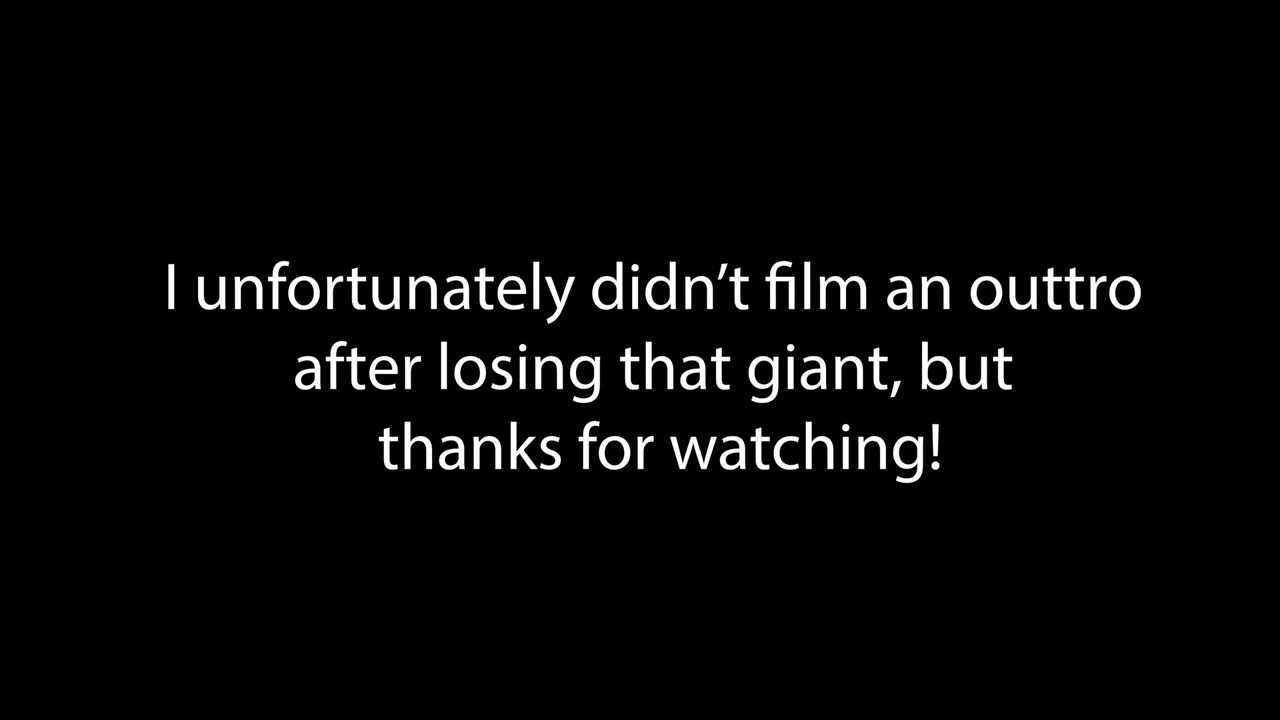 I unfortunately didn’t film an outtro
after losing that giant, but
thanks for watching!